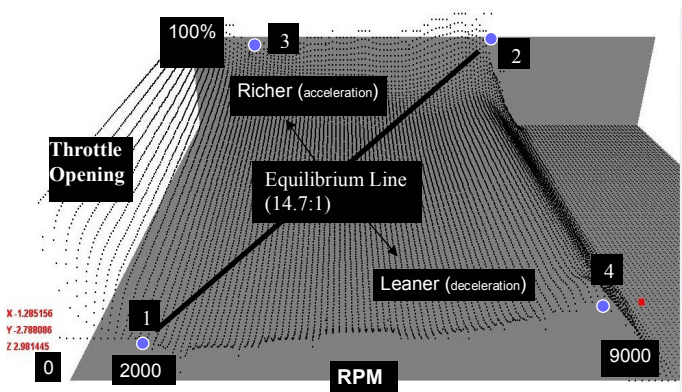 100%
3
2
Richer (acceleration)
Throttle
Opening
Equilibrium Line
(14.7:1)
Leaner (deceleration)
4
X -1.285156
Y -2.788086
Z 2.981445
1
0
2000
RPM
9000